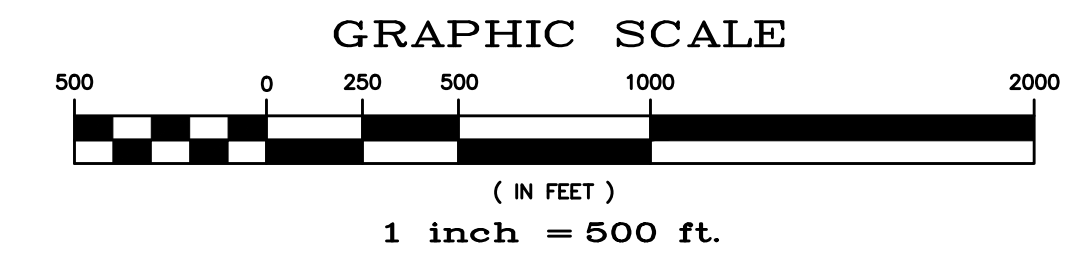 GRAPHIC SCALE
500 0 250 500 1000 2000
( IN FEET )
1 inch = 500 ft.